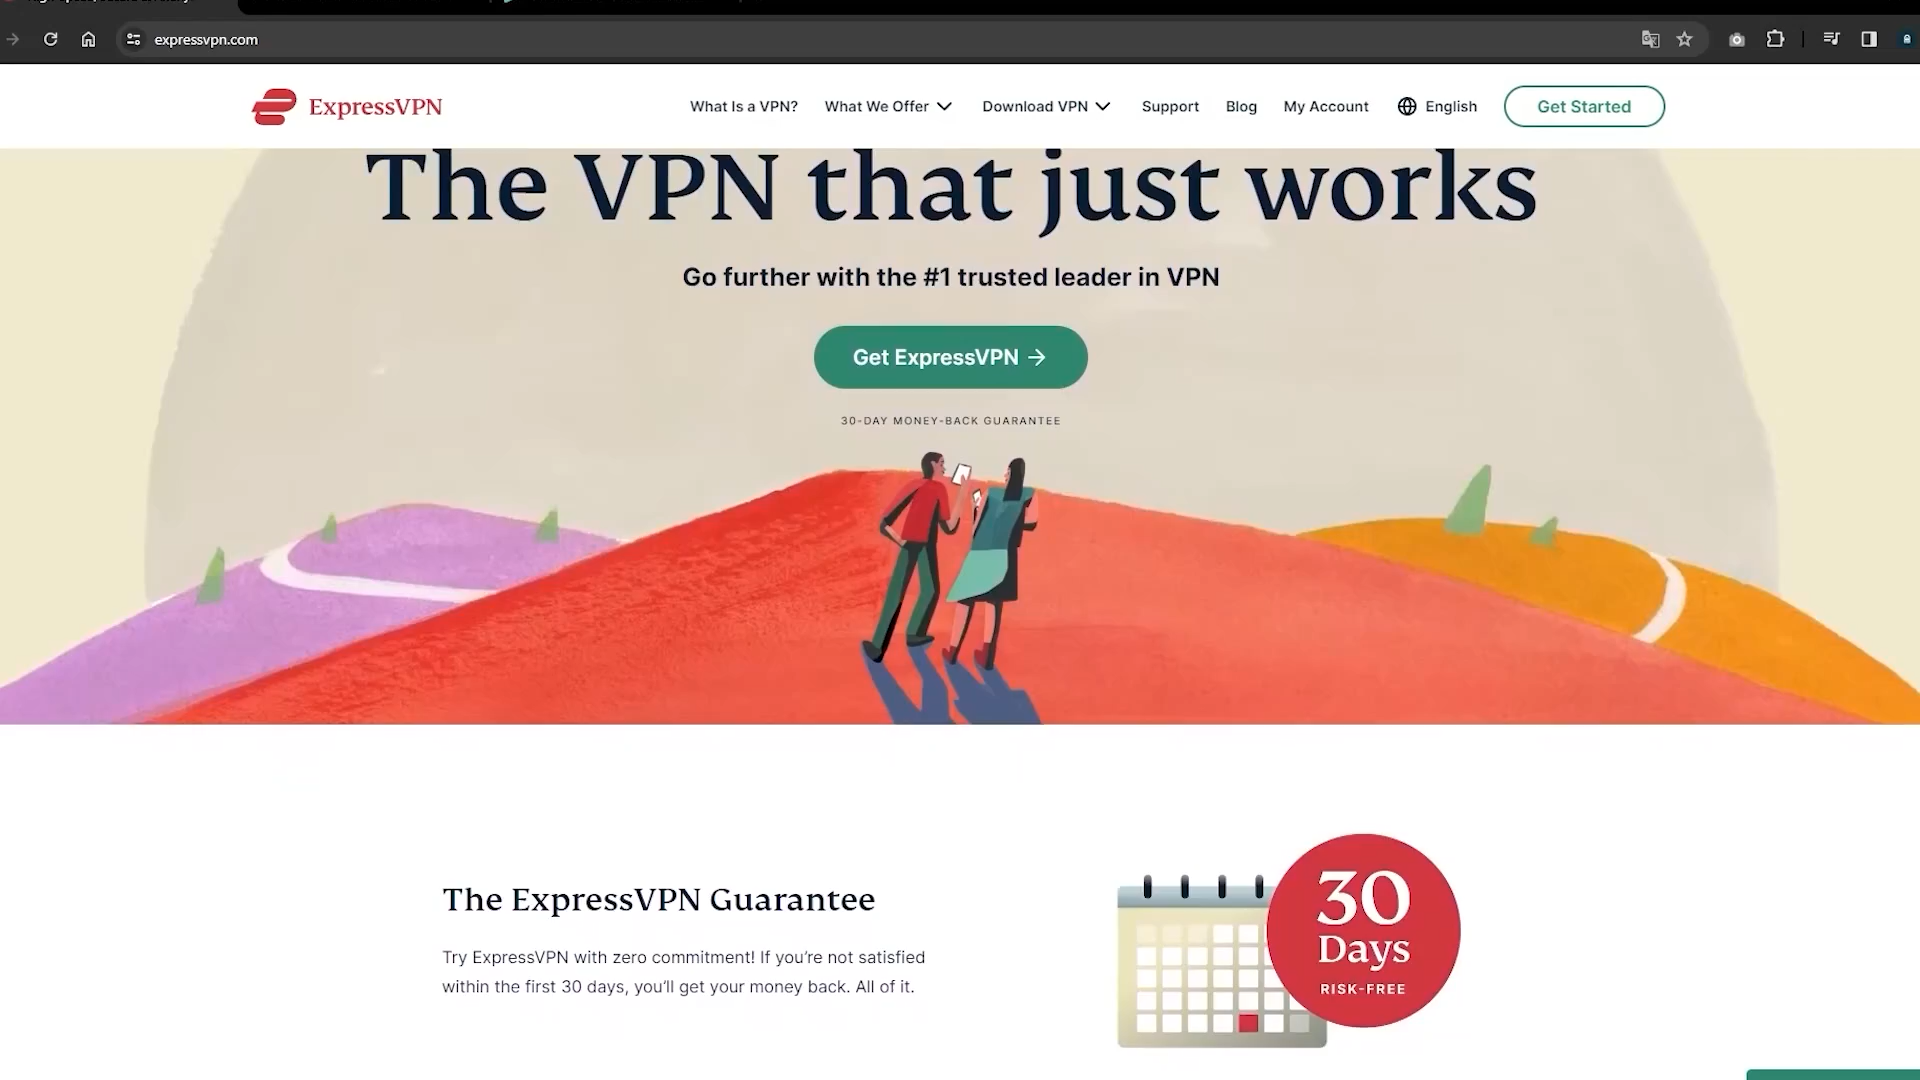 expressvpn.com
ExpressVPN
What Is a VPN?
What We Offer
Download VPN
Support
Blog
My Account
English
Get Started
The VPN that just works
Go further with the #1 trusted leader in VPN
Get ExpressVPN →
30-DAY MONEY-BACK GUARANTEE
The ExpressVPN Guarantee
Try ExpressVPN with zero commitment! If you're not satisfied
within the first 30 days, you'll get your money back. All of it.
30
Days
RISK-FREE